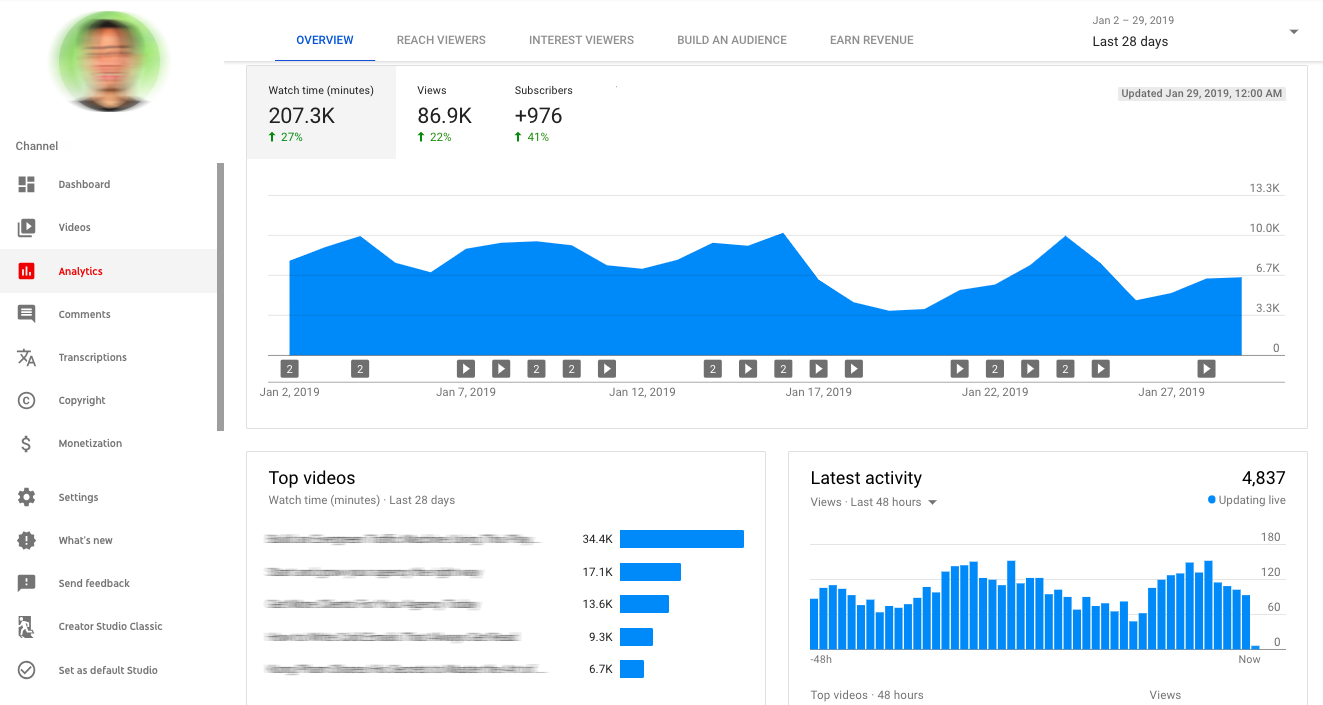 OVERVIEW REACH VIEWERS INTEREST VIEWERS BUILD AN AUDIENCE EARN REVENUE
Jan 2 – 29, 2019
Last 28 days
Channel
Dashboard
Videos
Analytics
Comments
Transcriptions
Copyright
Monetization
Settings
What's new
Send feedback
Creator Studio Classic
Set as default Studio
Watch time (minutes) Views Subscribers
207.3K 86.9K +976
27% 22% 41%
Updated Jan 29, 2019, 12:00 AM
13.3K
10.0K
6.7K
3.3K
0
2 2 2 2 2 2 2 2
Jan 2, 2019 Jan 7, 2019 Jan 12, 2019 Jan 17, 2019 Jan 22, 2019 Jan 27, 2019
Top videos
Watch time (minutes) · Last 28 days
34.4K
17.1K
13.6K
9.3K
6.7K
Latest activity 4,837
Views · Last 48 hours Updating live
180
120
60
0
-48h Now
Top videos · 48 hours Views